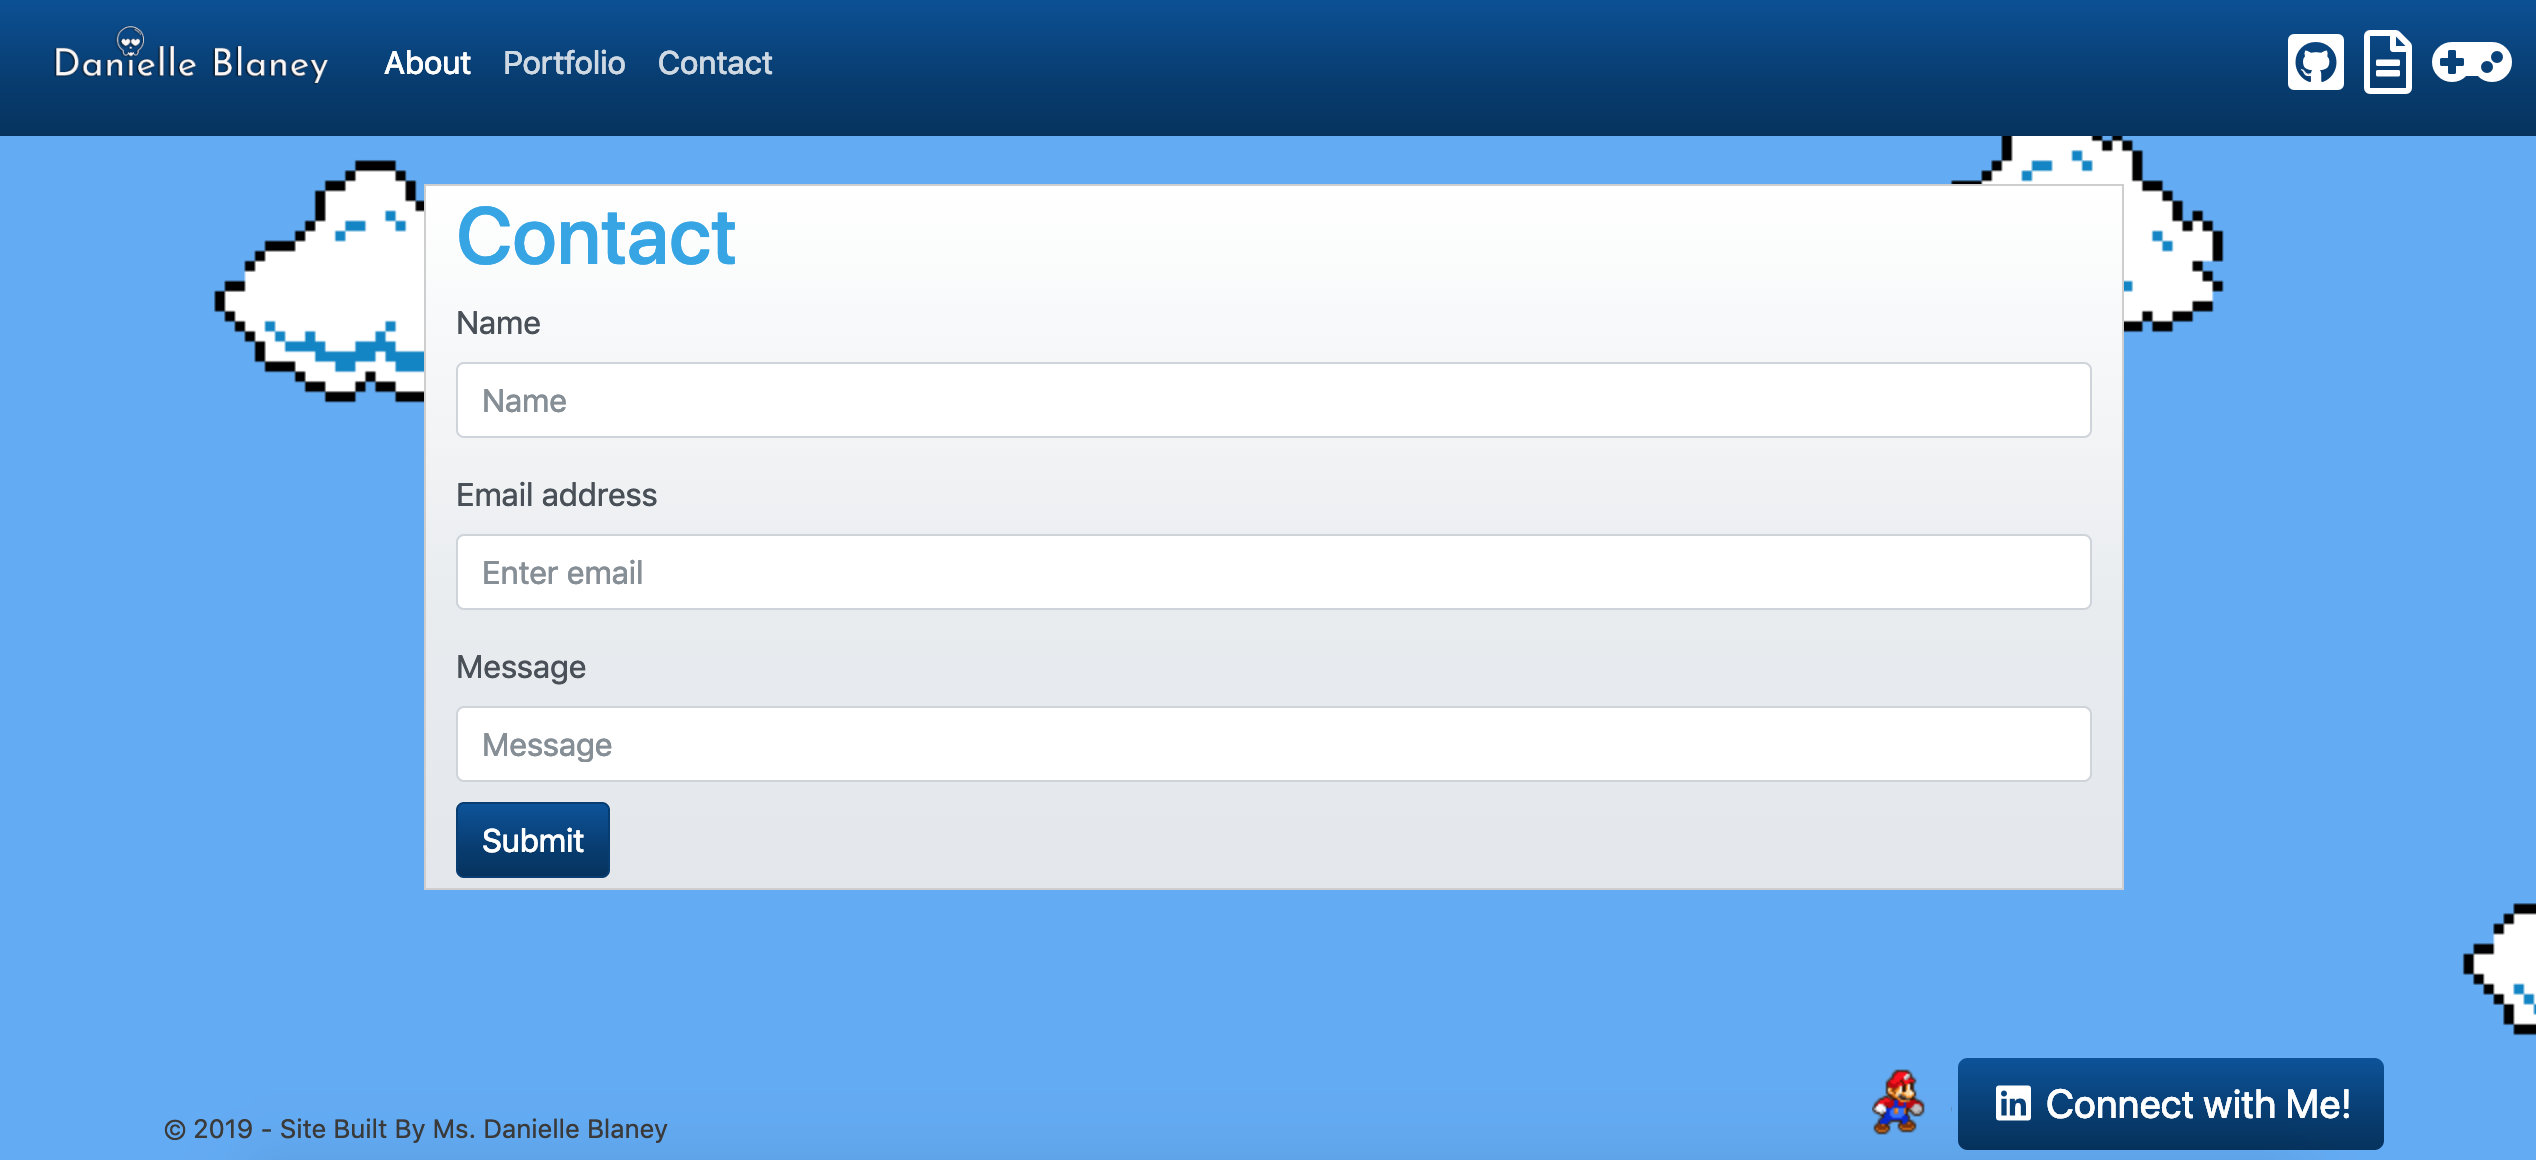 Danielle Blaney
About Portfolio Contact
Contact
Name
Name
Email address
Enter email
Message
Message
Submit
in Connect with Me!
© 2019 - Site Built By Ms. Danielle Blaney